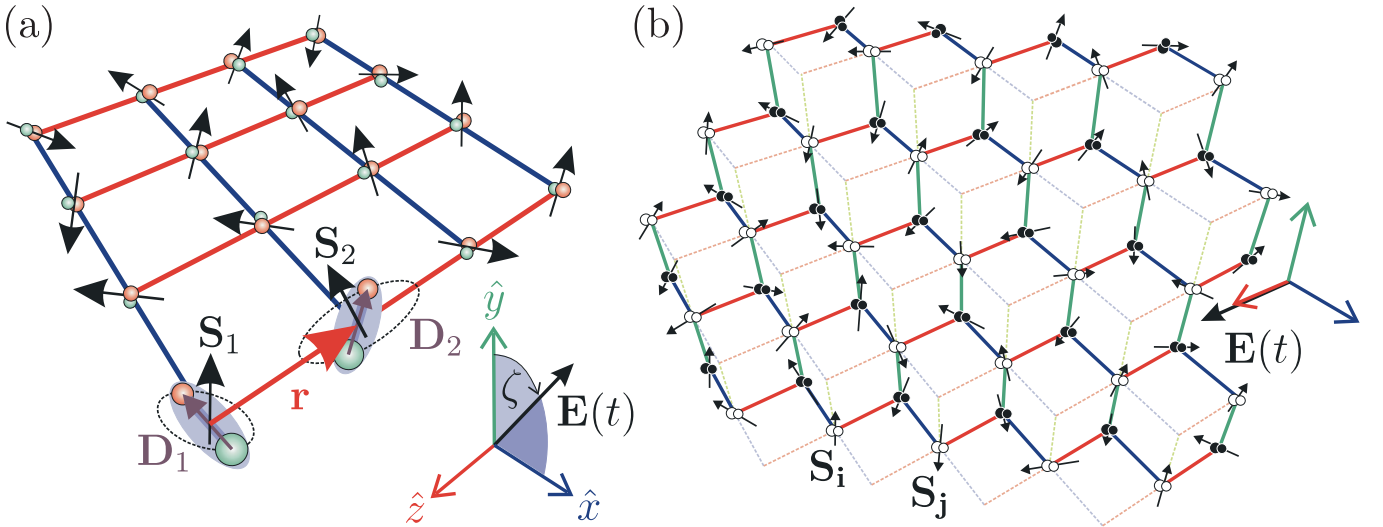 (a)
(b)
S₂
S₁
D₂
r
D₁
ŷ
ζ
E(t)
ẑ
x̂
E(t)
Sᵢ
Sⱼ